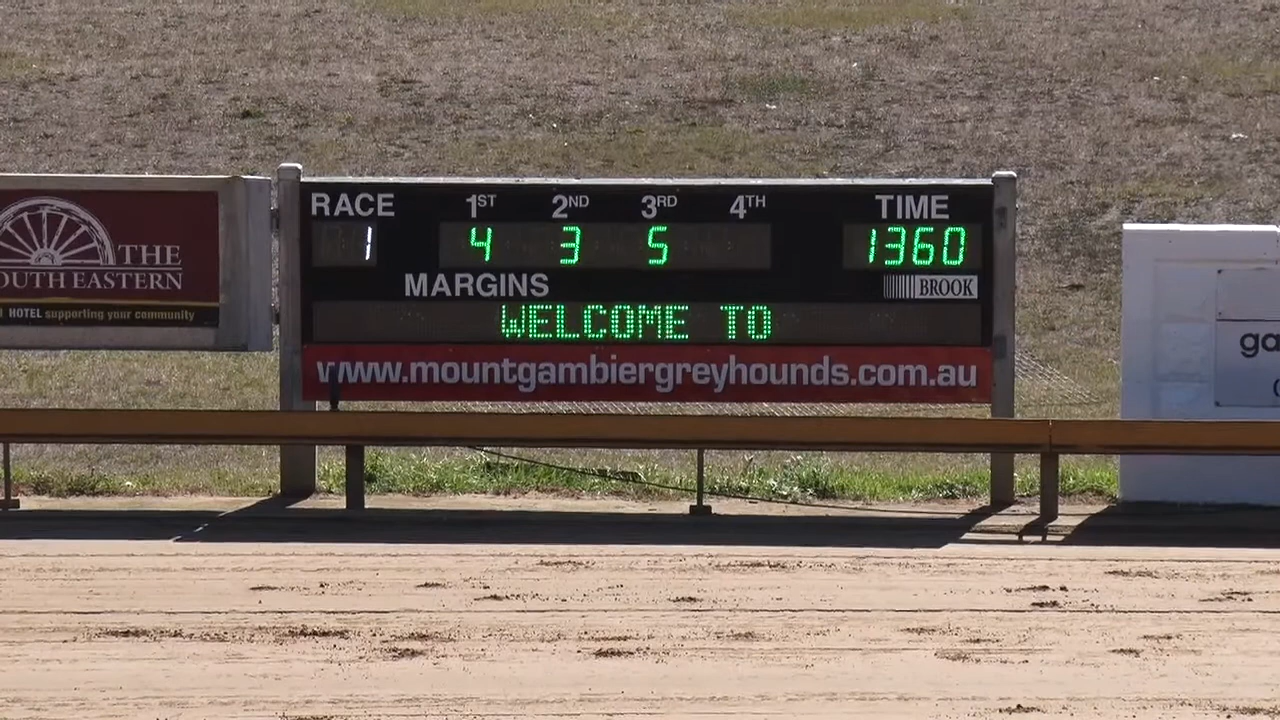 RACE 1ST 2ND 3RD 4TH TIME
1 4 3 5 1360
MARGINS BROOK
WELCOME TO
www.mountgambiergreyhounds.com.au
THE
OUTH EASTERN
HOTEL supporting your community
ga